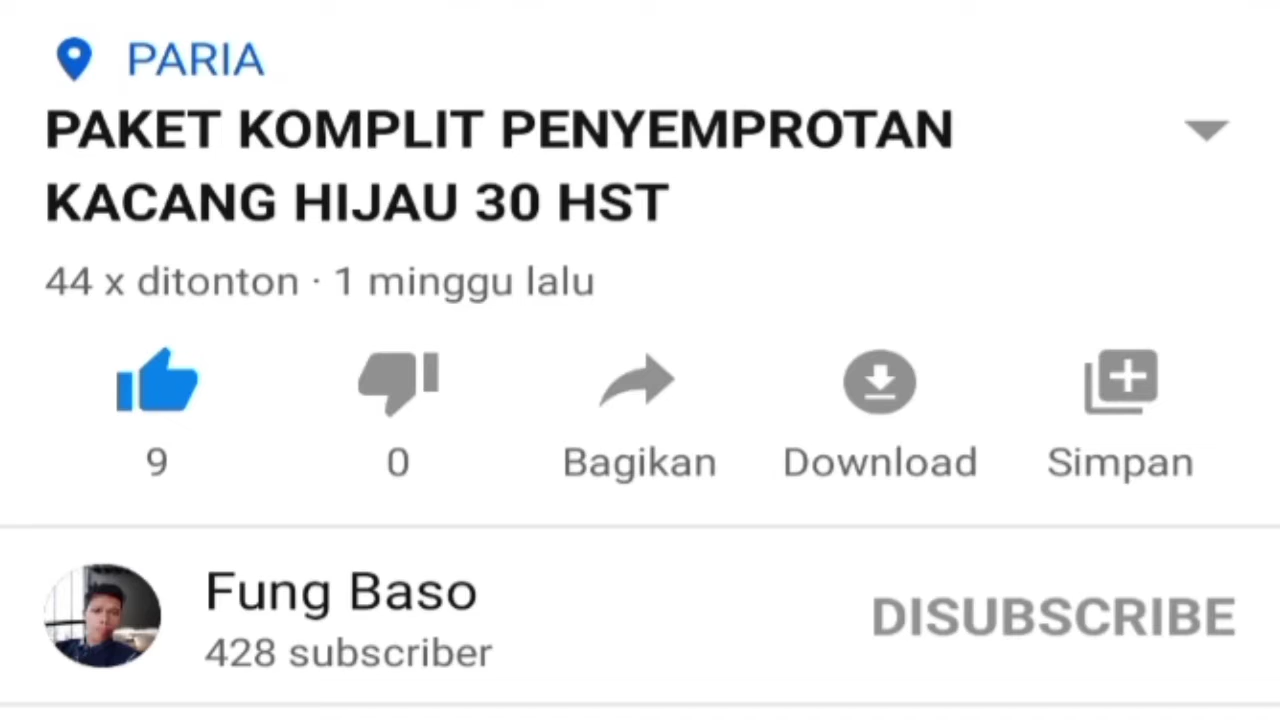 PARIA
PAKET KOMPLIT PENYEMPROTAN
KACANG HIJAU 30 HST
44 x ditonton · 1 minggu lalu
9 0 Bagikan Download Simpan
Fung Baso
DISUBSCRIBE
428 subscriber